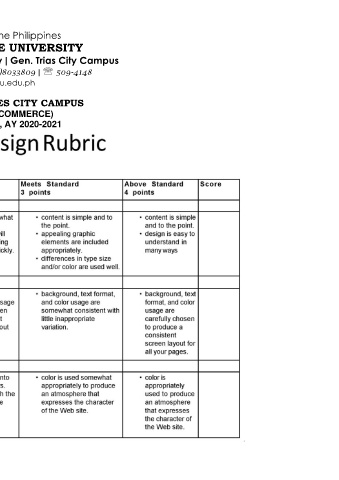 he Philippines
E UNIVERSITY
y | Gen. Trias City Campus
)8033809 | ☏ 509-4148
u.edu.ph
ES CITY CAMPUS
COMMERCE)
, AY 2020-2021
sign Rubric
Meets Standard
3 points
Above Standard
4 points
Score
what
ill
ing
ckly.
• content is simple and to
the point.
• appealing graphic
elements are included
appropriately.
• differences in type size
and/or color are used well.
• content is simple
and to the point.
• design is easy to
understand in
many ways
sage
en
t
out
• background, text format,
and color usage are
somewhat consistent with
little inappropriate
variation.
• background, text
format, and color
usage are
carefully chosen
to produce a
consistent
screen layout for
all your pages.
nto
s.
h the
e
• color is used somewhat
appropriately to produce
an atmosphere that
expresses the character
of the Web site.
• color is
appropriately
used to produce
an atmosphere
that expresses
the character of
the Web site.